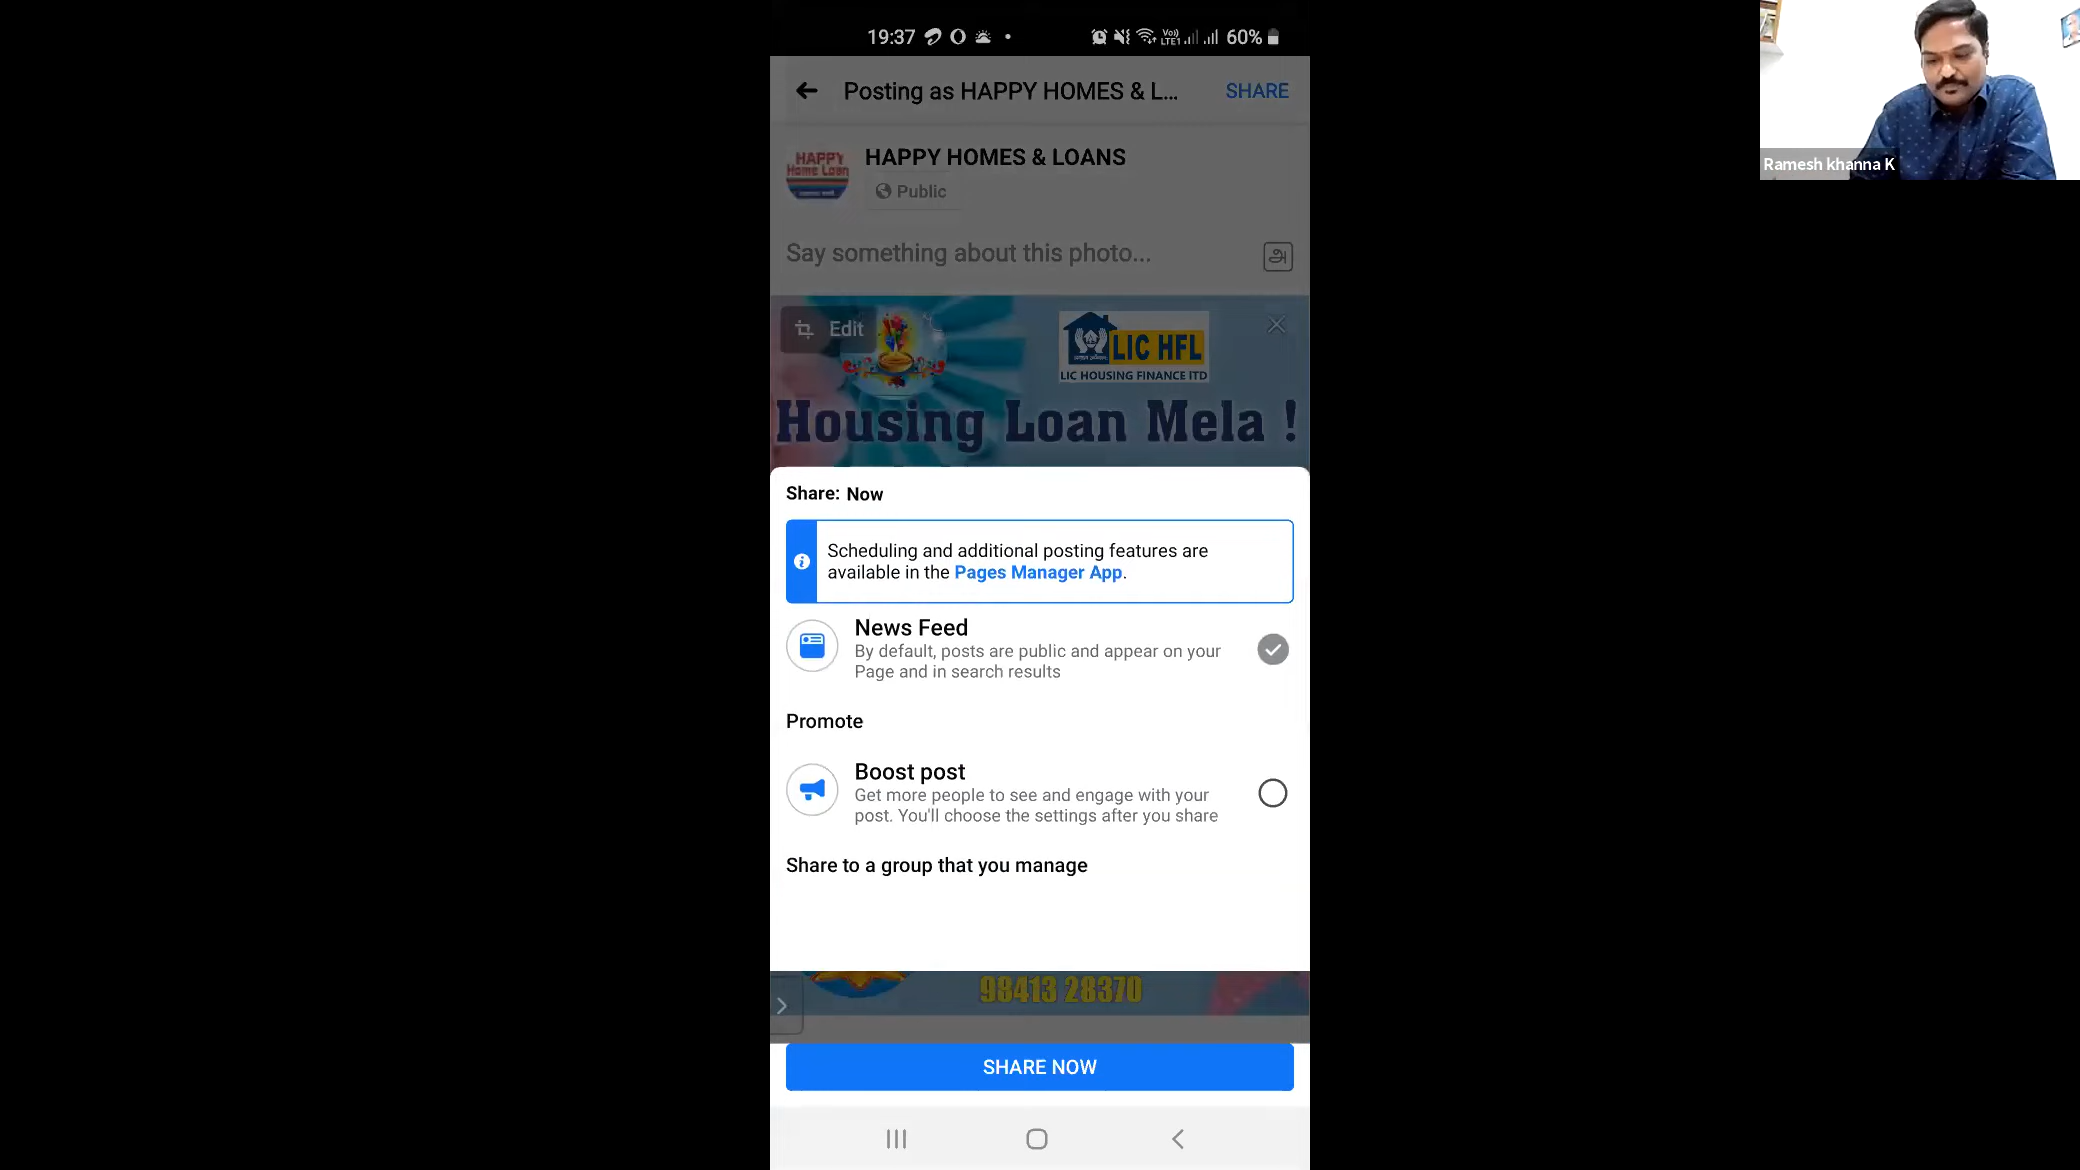 19:37
Vo))
LTE1
60%
Posting as HAPPY HOMES & L...
SHARE
Ramesh khanna K
HAPPY
Home Loan
HAPPY HOMES & LOANS
Public
Say something about this photo...
அ
Edit
LIC HFL
LIC HOUSING FINANCE lTD
Housing Loan Mela !
Share: Now
Scheduling and additional posting features are
available in the Pages Manager App.
News Feed
By default, posts are public and appear on your
Page and in search results
Promote
Boost post
Get more people to see and engage with your
post. You'll choose the settings after you share
Share to a group that you manage
98413 28370
SHARE NOW